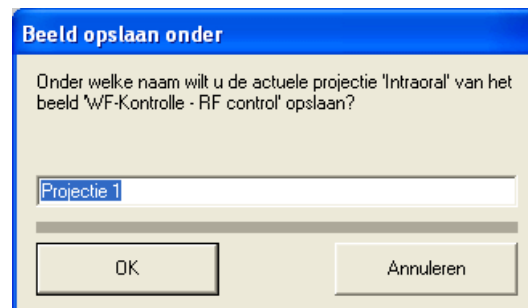 Beeld opslaan onder
Onder welke naam wilt u de actuele projectie 'Intraoral' van het
beeld 'WF-Kontrolle - RF control' opslaan?
Projectie 1
OK
Annuleren